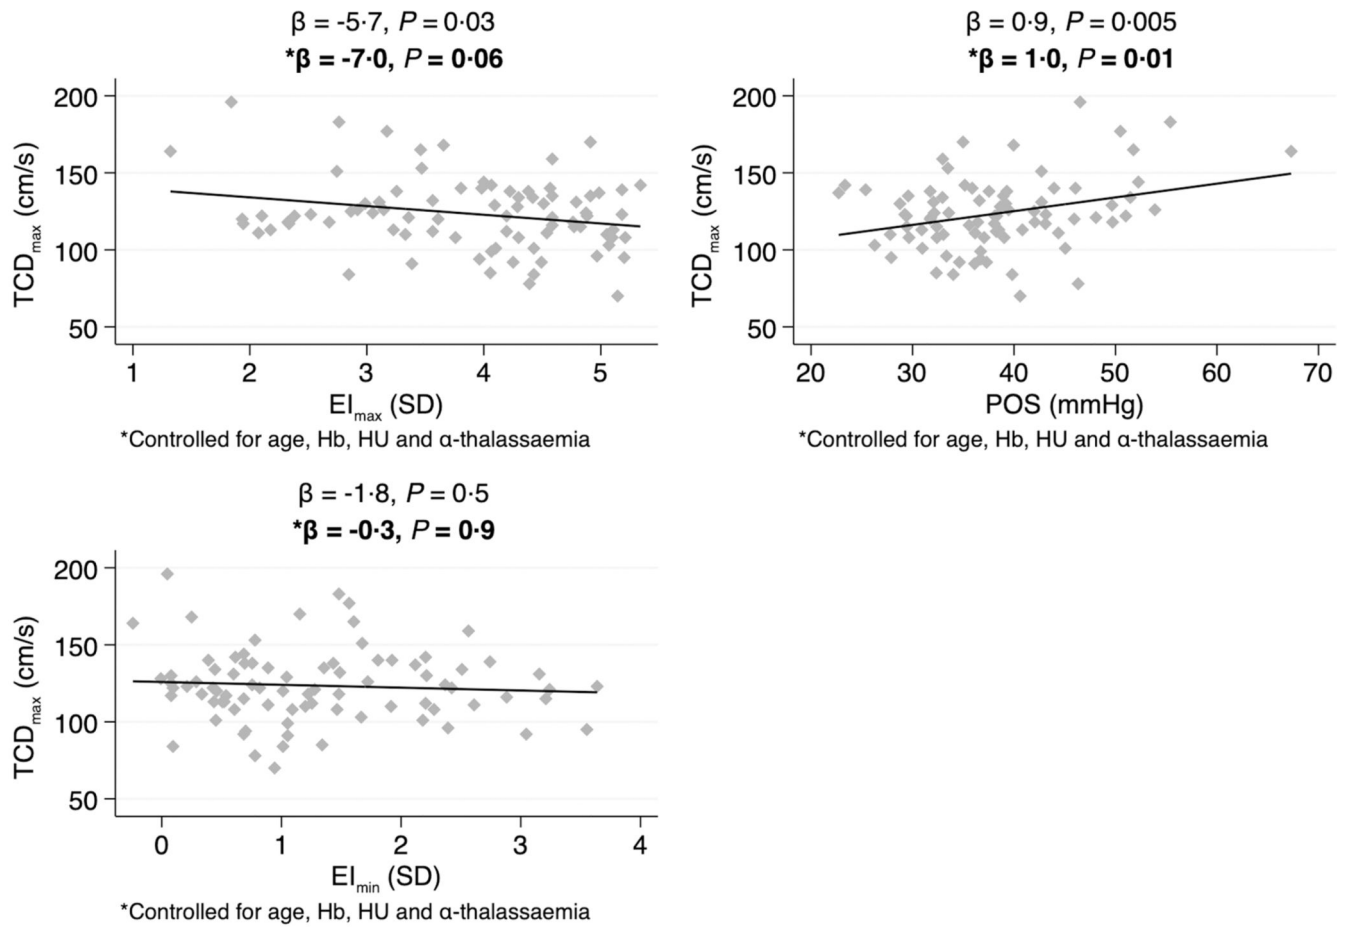 β = -5·7, P = 0·03
*β = -7·0, P = 0·06
TCDmax (cm/s)
200
150
100
50
1 2 3 4 5
EImax (SD)
*Controlled for age, Hb, HU and α-thalassaemia
β = 0·9, P = 0·005
*β = 1·0, P = 0·01
TCDmax (cm/s)
200
150
100
50
20 30 40 50 60 70
POS (mmHg)
*Controlled for age, Hb, HU and α-thalassaemia
β = -1·8, P = 0·5
*β = -0·3, P = 0·9
TCDmax (cm/s)
200
150
100
50
0 1 2 3 4
EImin (SD)
*Controlled for age, Hb, HU and α-thalassaemia